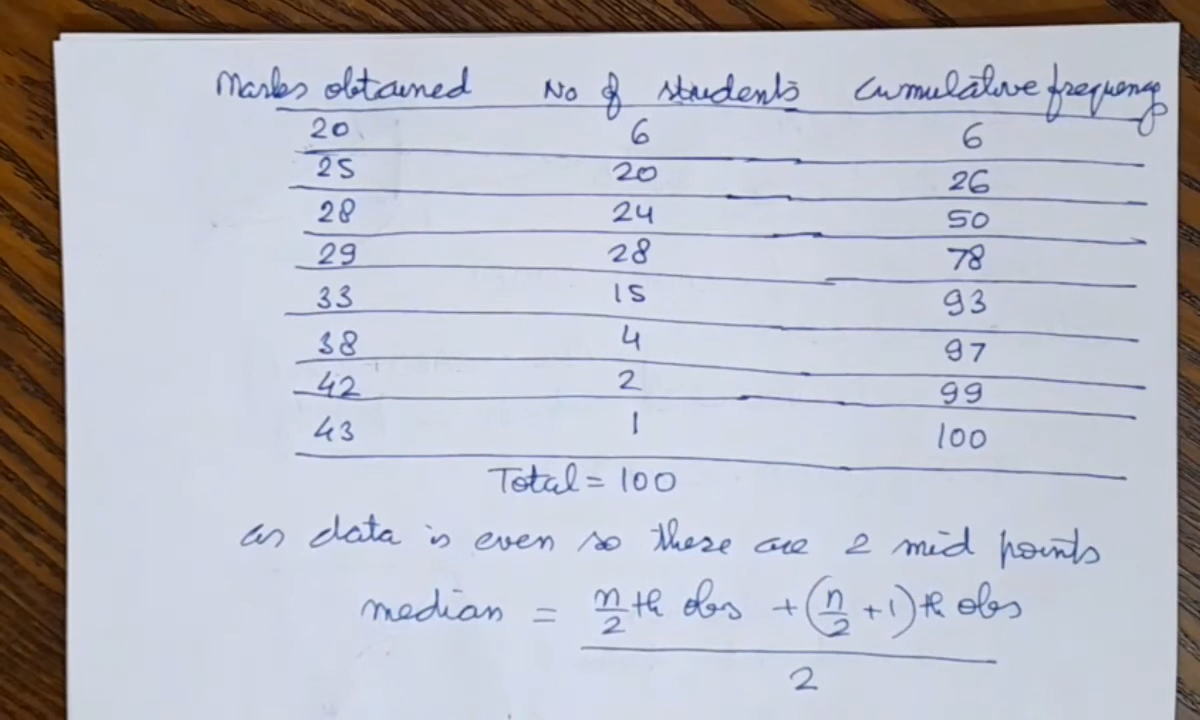 Marks obtained No of students Cumulative frequency
20 6 6
25 20 26
28 24 50
29 28 78
33 15 93
38 4 97
42 2 99
43 1 100
Total = 100
as data is even so these are 2 mid points
median = n/2 th obs + (n/2 + 1) th obs
2